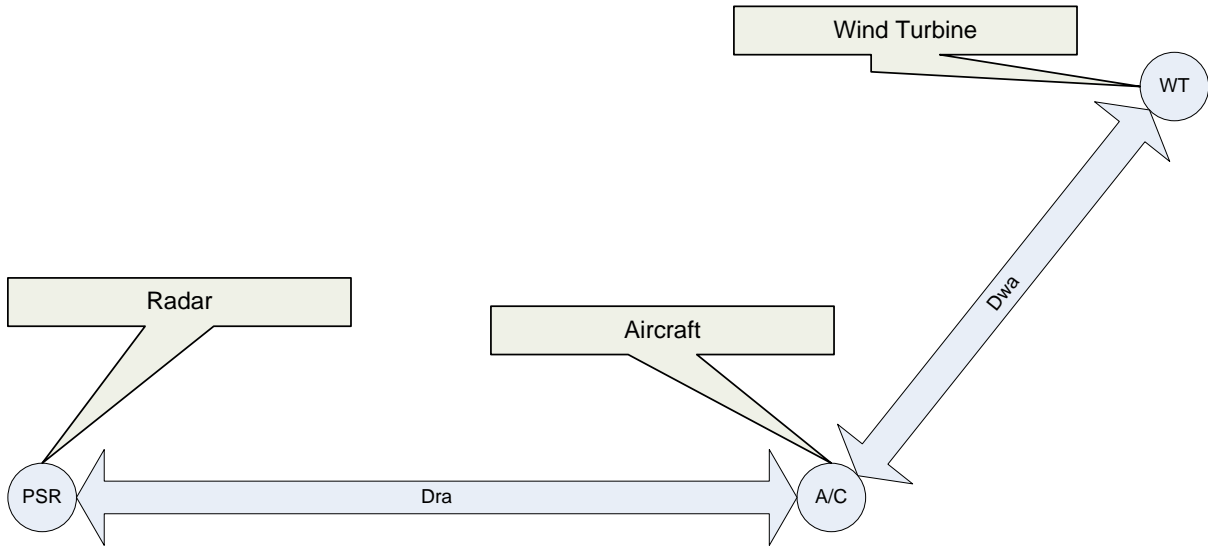 Wind Turbine
WT
Dwa
Radar
Aircraft
PSR
Dra
A/C